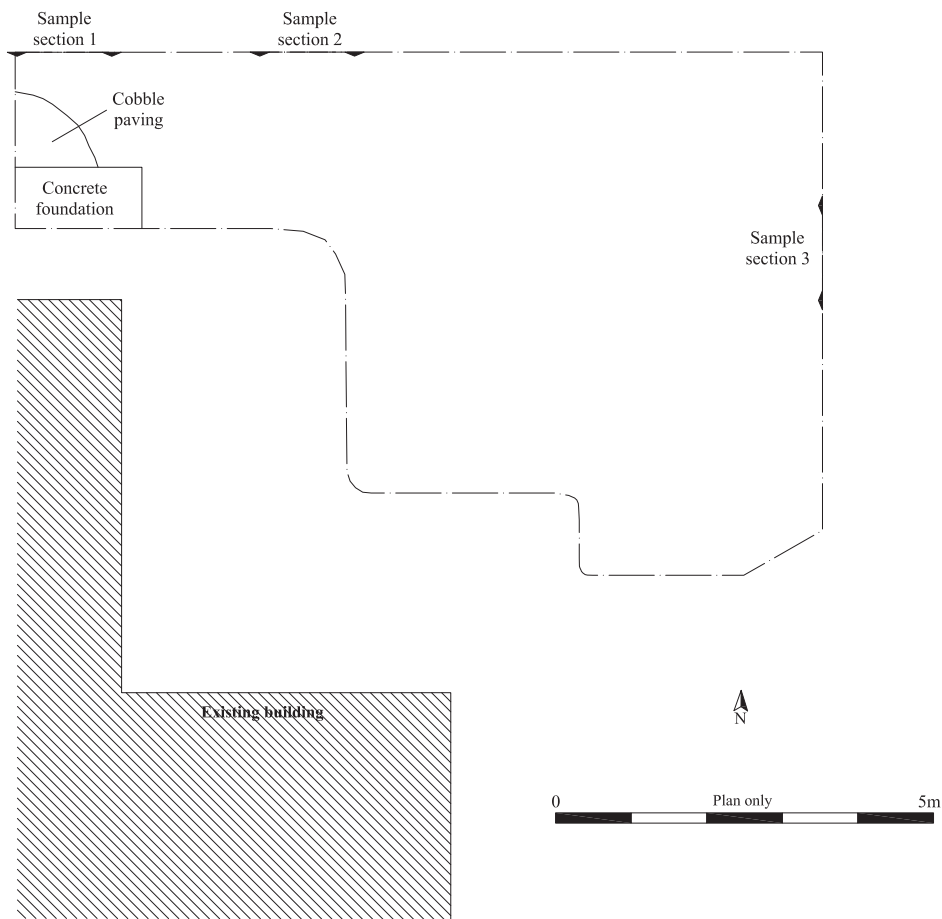 Sample
section 1
Sample
section 2
Cobble
paving
Concrete
foundation
Sample
section 3
Existing building
N
0
Plan only
5m